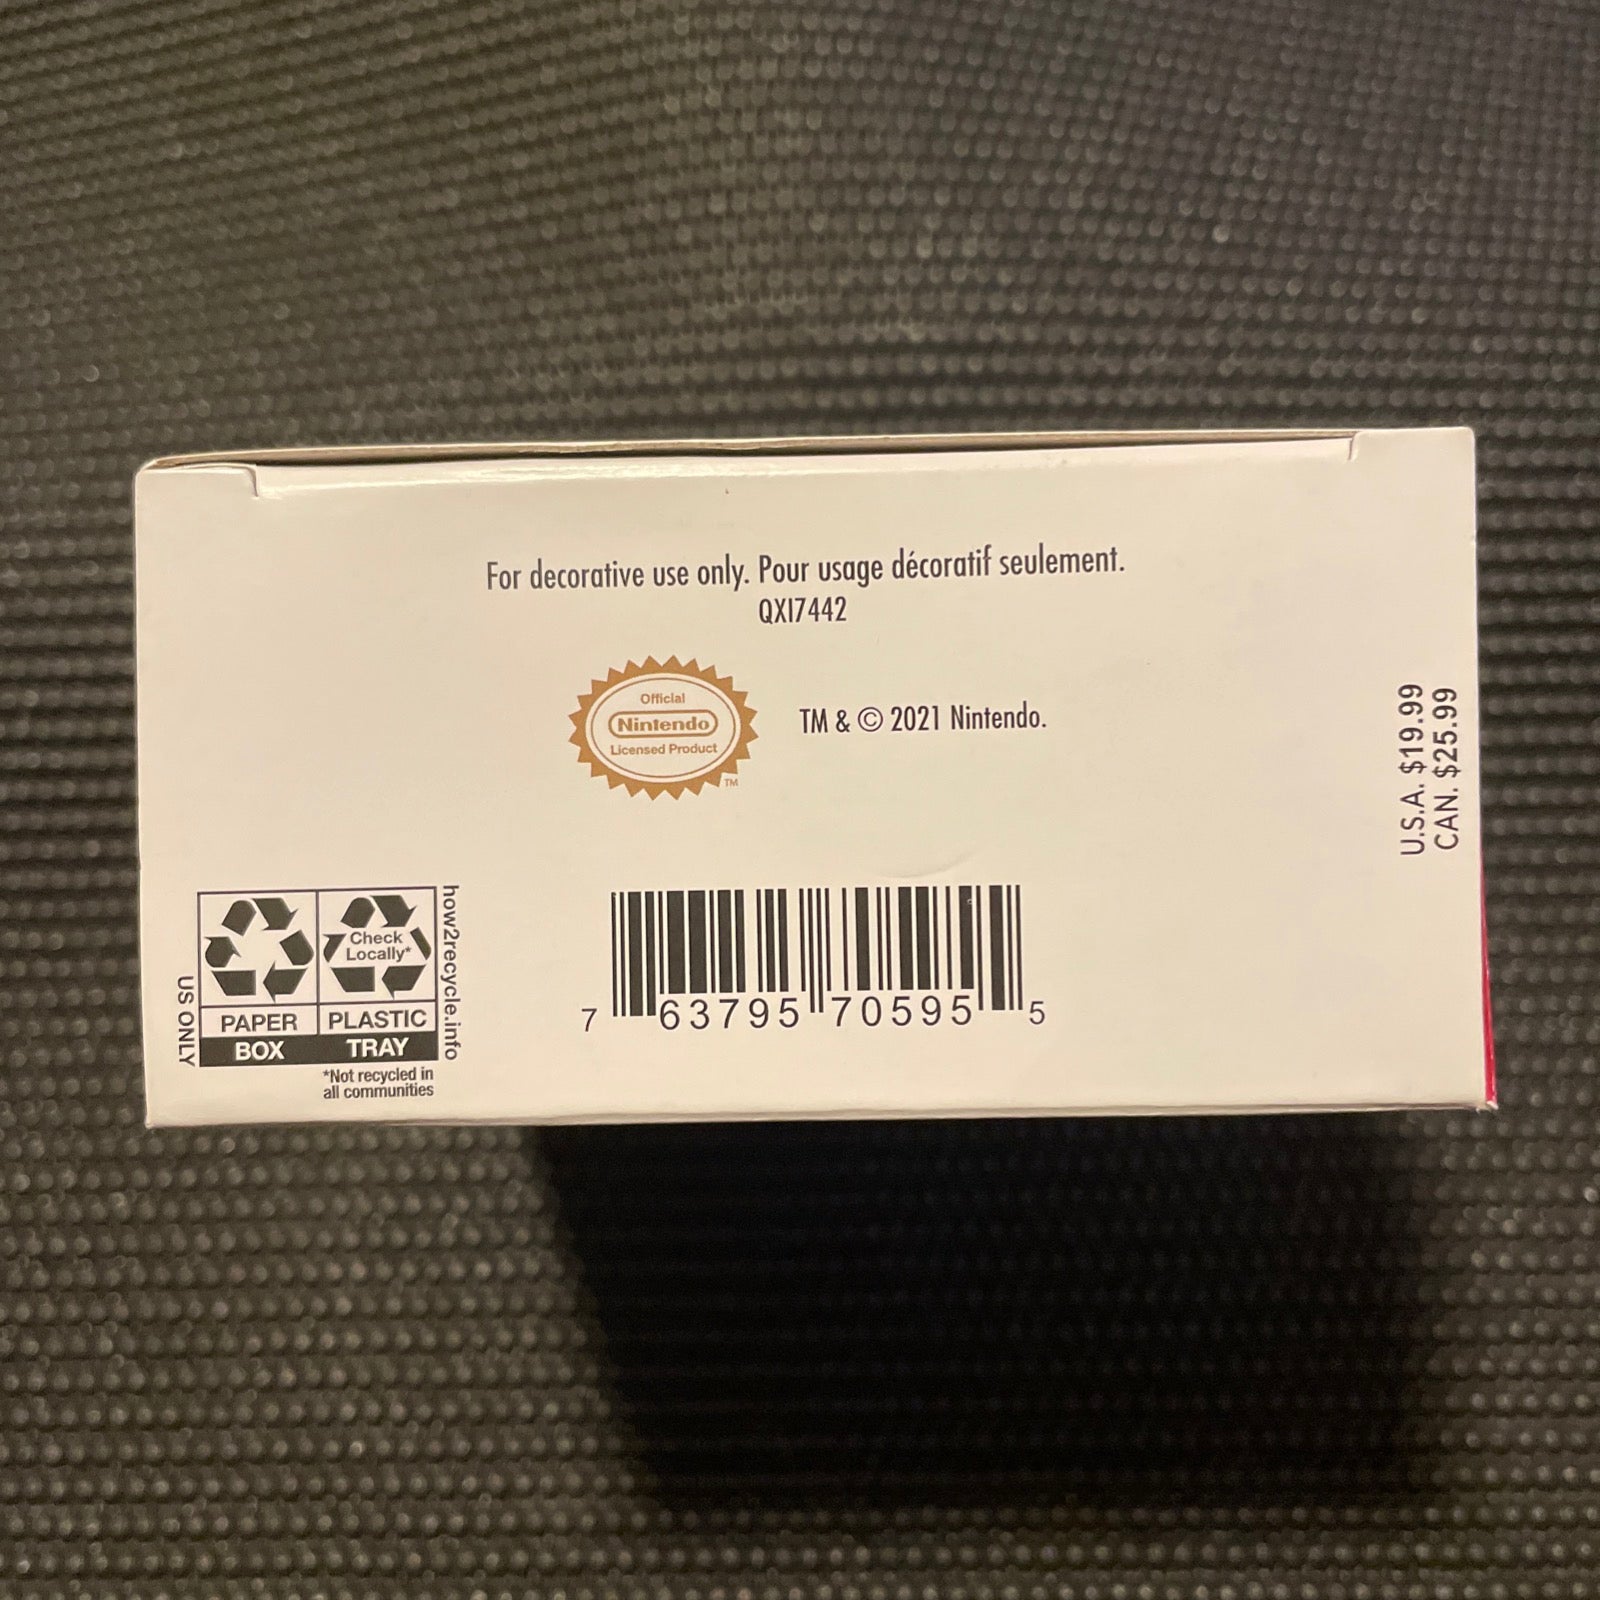 For decorative use only. Pour usage décoratif seulement.
QXI7442
Official
Nintendo
Licensed Product
TM
TM & © 2021 Nintendo.
U.S.A. $19.99
CAN. $25.99
US ONLY
Check
Locally*
PAPER
BOX
PLASTIC
TRAY
how2recycle.info
*Not recycled in
all communities
7 63795 70595 5